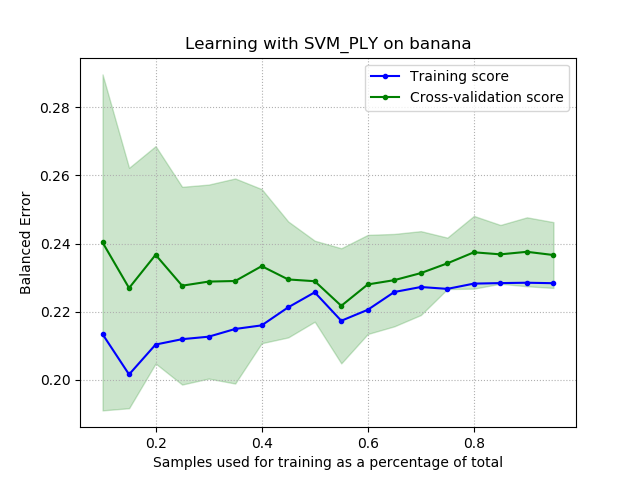 Learning with SVM_PLY on banana
Training score
Cross-validation score
Balanced Error
0.28
0.26
0.24
0.22
0.20
0.2 0.4 0.6 0.8
Samples used for training as a percentage of total